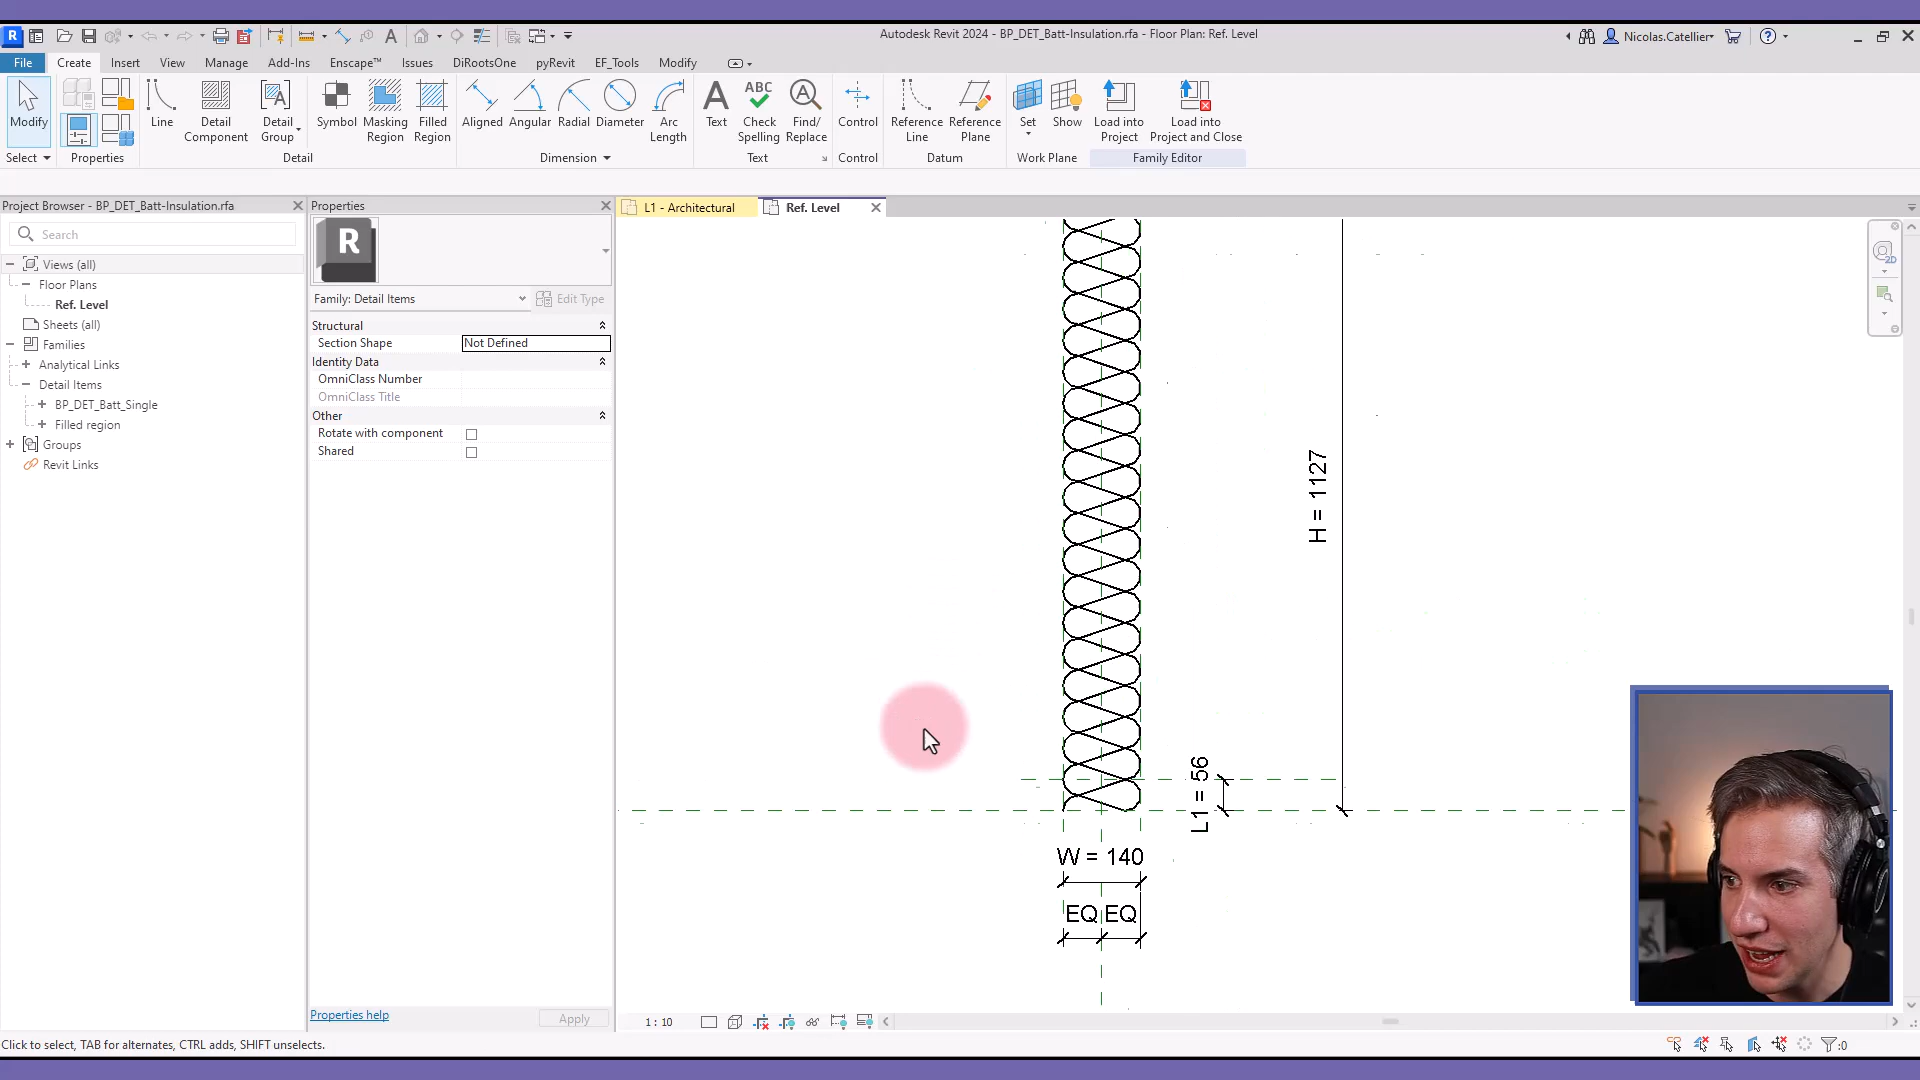 Autodesk Revit 2024 - BP_DET_Batt-Insulation.rfa - Floor Plan: Ref. Level
Nicolas.Catellier
File Create Insert View Manage Add-Ins Enscape™ Issues DiRootsOne pyRevit EF_Tools Modify
Modify
Line
Detail Component
Detail Group
Symbol
Masking Region
Filled Region
Aligned
Angular
Radial
Diameter
Arc Length
Text
ABC
Check Spelling
Find/ Replace
Control
Reference Line
Reference Plane
Set
Show
Load into Project
Load into Project and Close
Select Properties Detail Dimension Text Control Datum Work Plane Family Editor
Project Browser - BP_DET_Batt-Insulation.rfa
Search
Views (all)
Floor Plans
Ref. Level
Sheets (all)
Families
Analytical Links
Detail Items
BP_DET_Batt_Single
Filled region
Groups
Revit Links
Properties
R
Family: Detail Items
Edit Type
Structural
Section Shape Not Defined
Identity Data
OmniClass Number
OmniClass Title
Other
Rotate with component
Shared
Properties help
Apply
L1 - Architectural
Ref. Level
2D
H = 1127
L1 = 56
W = 140
EQ EQ
1 : 10
Click to select, TAB for alternates, CTRL adds, SHIFT unselects.
:0